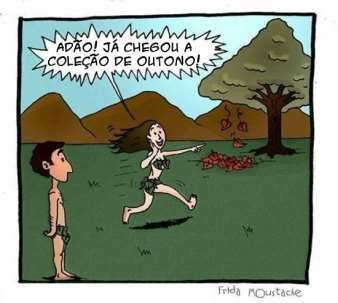 ADÃO! JÁ CHEGOU A
COLEÇÃO DE OUTONO!
Frida MOustache